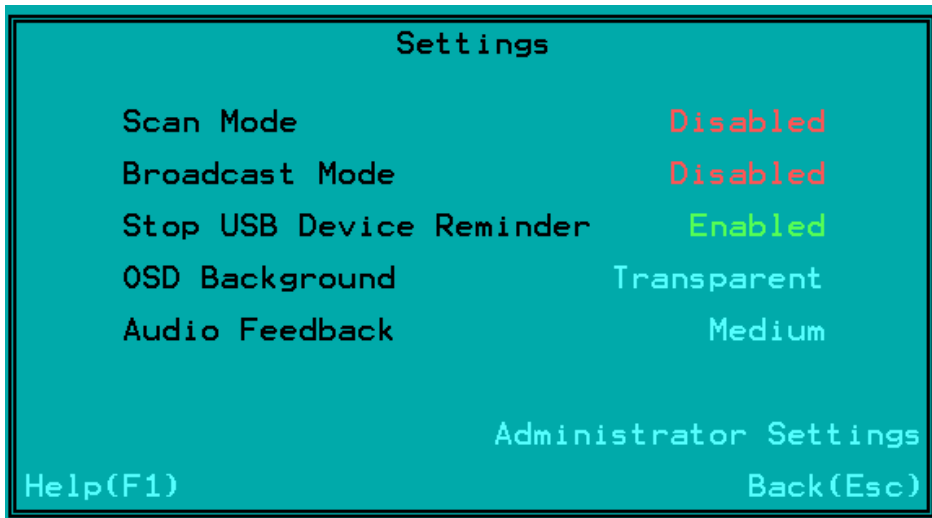 Settings
Scan Mode Disabled
Broadcast Mode Disabled
Stop USB Device Reminder Enabled
OSD Background Transparent
Audio Feedback Medium
Administrator Settings
Help(F1) Back(Esc)